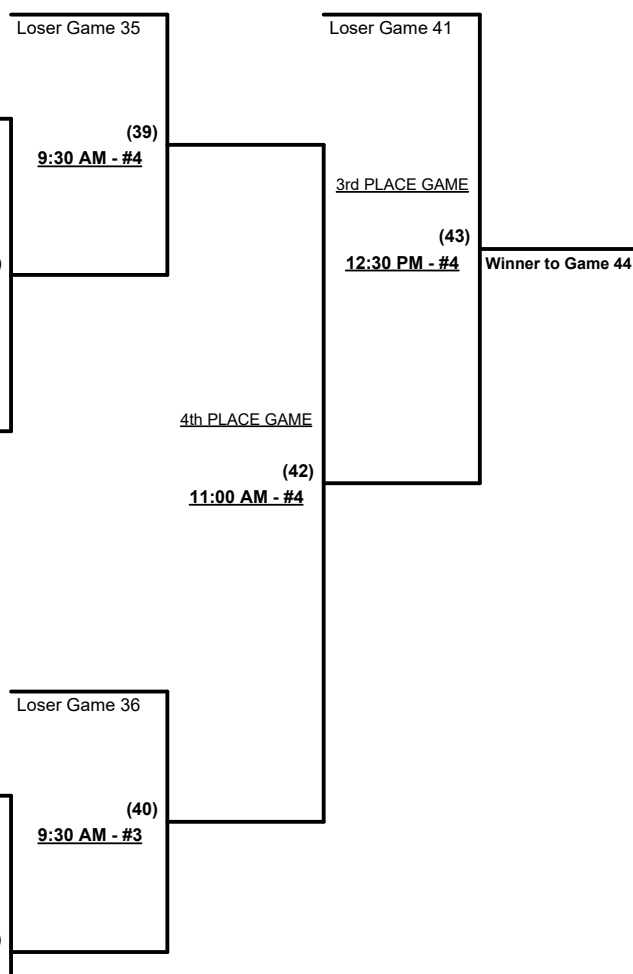 Loser Game 35
Loser Game 41
(39)
9:30 AM - #4
3rd PLACE GAME
(43)
12:30 PM - #4
Winner to Game 44
4th PLACE GAME
(42)
11:00 AM - #4
Loser Game 36
(40)
9:30 AM - #3